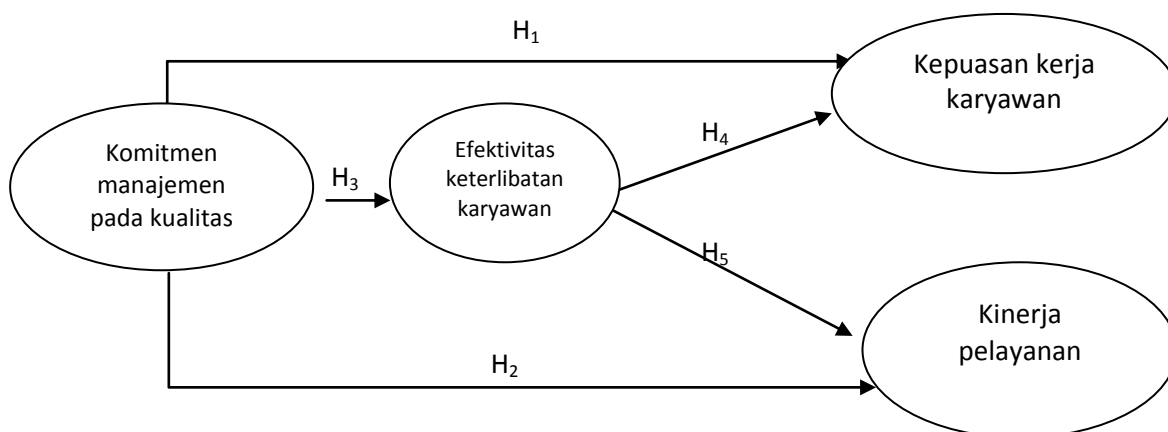 H₁
Kepuasan kerja
karyawan
Komitmen
manajemen
pada kualitas
H₃
Efektivitas
keterlibatan
karyawan
H₄
H₅
Kinerja
pelayanan
H₂